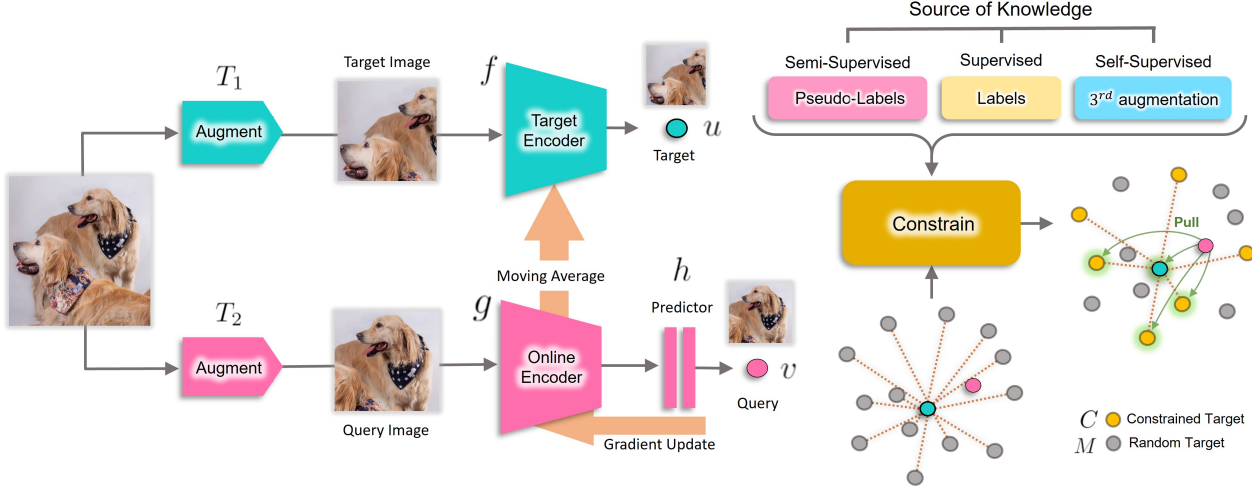 T₁
Augment
Target Image
f
Target
Encoder
u
Target
Moving Average
T₂
Augment
Query Image
g
Online
Encoder
h
Predictor
v
Query
Gradient Update
Source of Knowledge
Semi-Supervised
Supervised
Self-Supervised
Pseudo-Labels
Labels
3ʳᵈ augmentation
Constrain
Pull
C Constrained Target
M Random Target